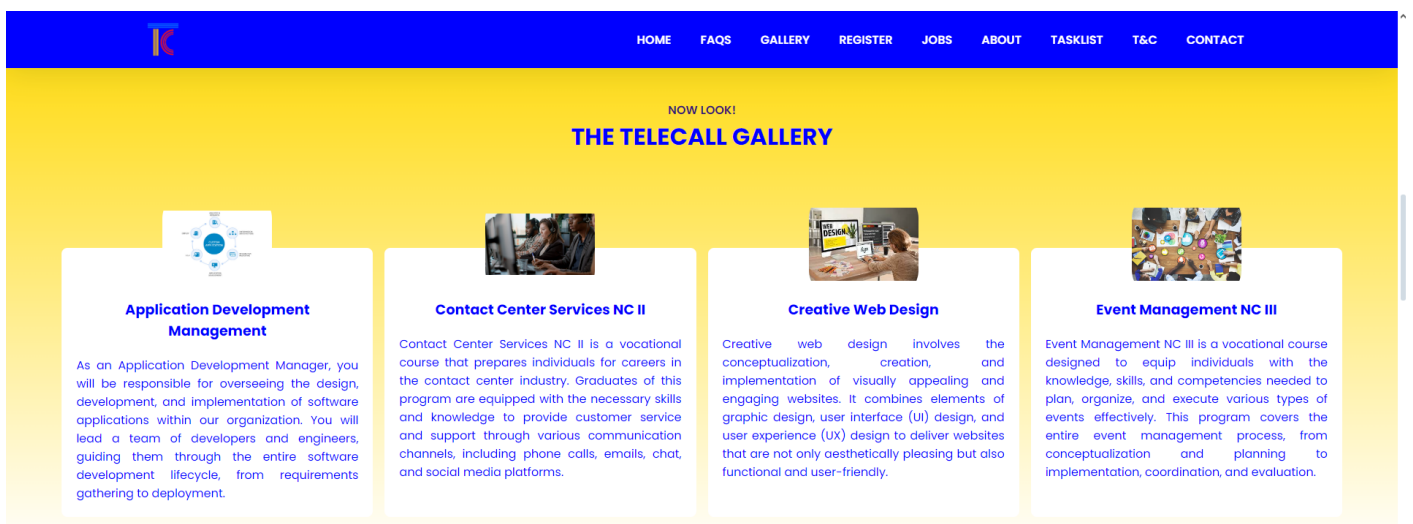 TC
HOME FAQS GALLERY REGISTER JOBS ABOUT TASKLIST T&C CONTACT
NOW LOOK!
THE TELECALL GALLERY
Application Development
Management
As an Application Development Manager, you
will be responsible for overseeing the design,
development, and implementation of software
applications within our organization. You will
lead a team of developers and engineers,
guiding them through the entire software
development lifecycle, from requirements
gathering to deployment.
Contact Center Services NC II
Contact Center Services NC II is a vocational
course that prepares individuals for careers in
the contact center industry. Graduates of this
program are equipped with the necessary skills
and knowledge to provide customer service
and support through various communication
channels, including phone calls, emails, chat,
and social media platforms.
WEB
DESIGN
Creative Web Design
Creative web design involves the
conceptualization, creation, and
implementation of visually appealing and
engaging websites. It combines elements of
graphic design, user interface (UI) design, and
user experience (UX) design to deliver websites
that are not only aesthetically pleasing but also
functional and user-friendly.
Event Management NC III
Event Management NC III is a vocational course
designed to equip individuals with the
knowledge, skills, and competencies needed to
plan, organize, and execute various types of
events effectively. This program covers the
entire event management process, from
conceptualization and planning to
implementation, coordination, and evaluation.